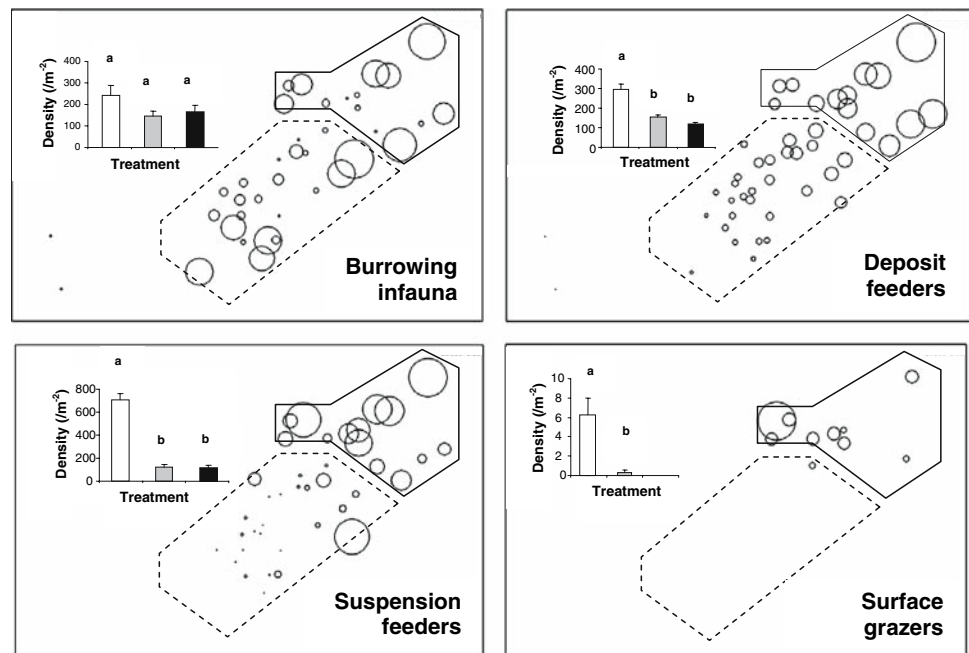 a
a
a
400
300
200
100
0
Density (/m-2)
Treatment
Burrowing
infauna
a
b
b
400
300
200
100
0
Density (/m-2)
Treatment
Deposit
feeders
a
b
b
800
600
400
200
0
Density (/m-2)
Treatment
Suspension
feeders
a
b
10
8
6
4
2
0
Density (/m-2)
Treatment
Surface
grazers